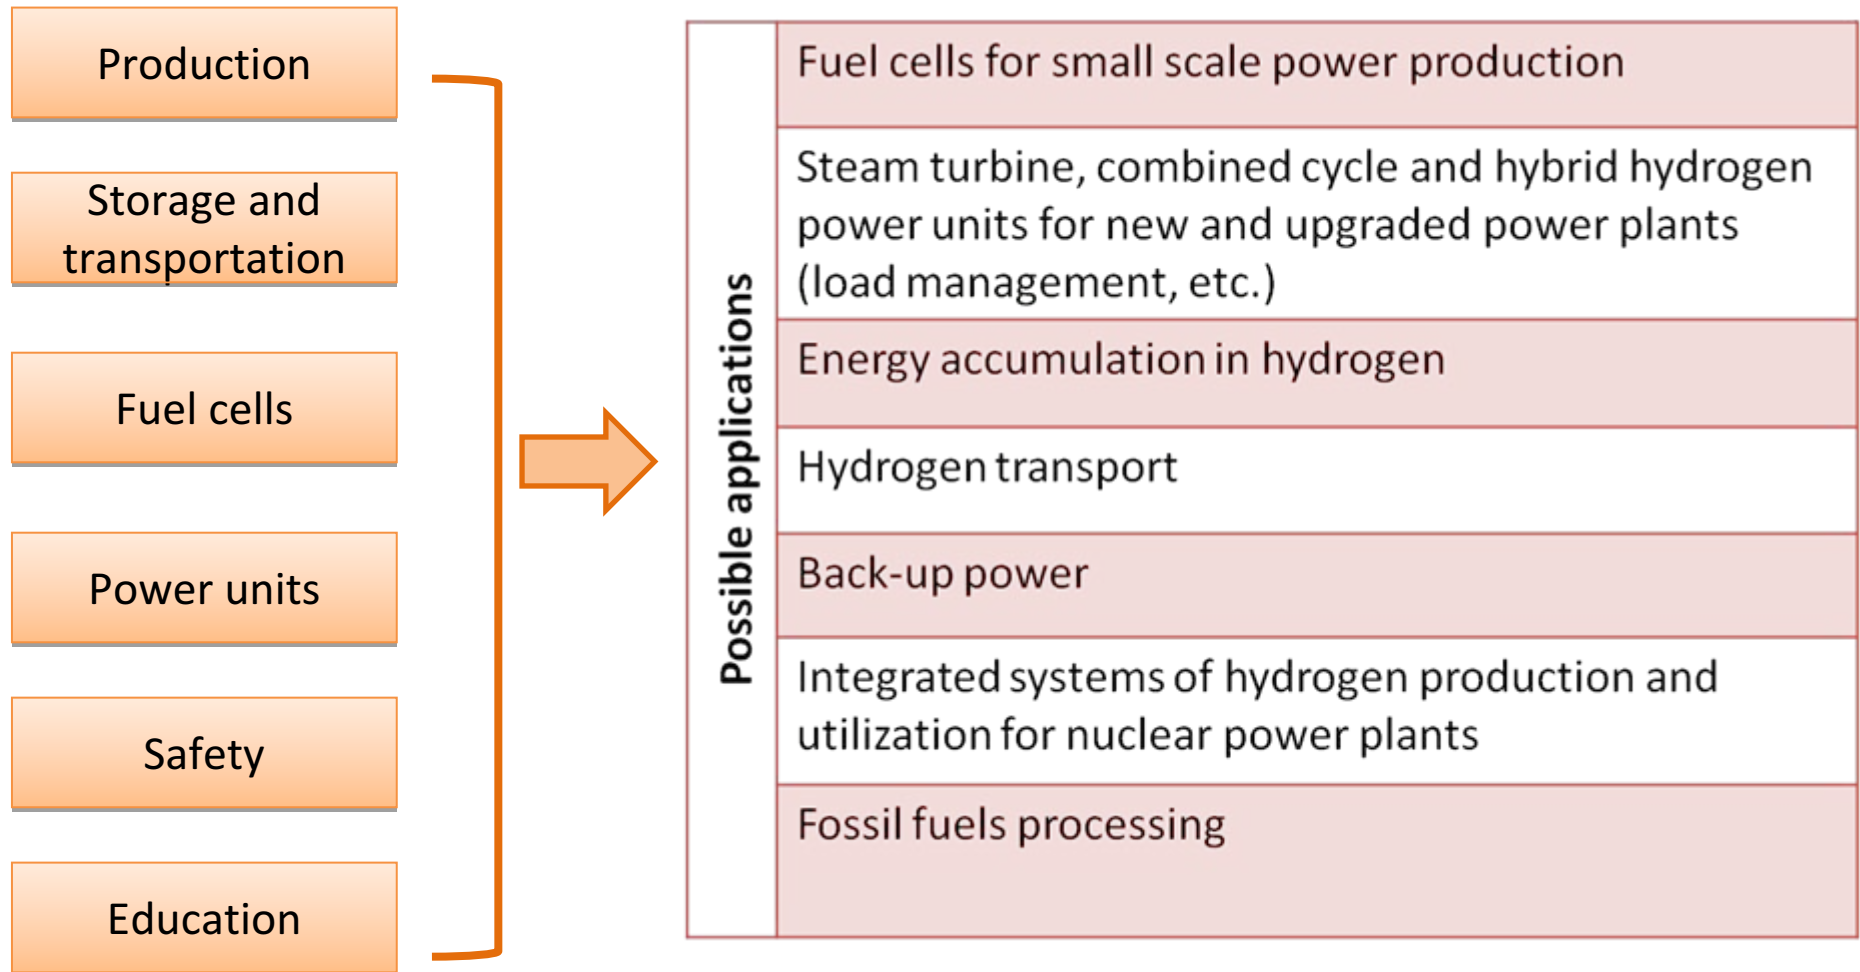 Production
Storage and
transportation
Fuel cells
Power units
Safety
Education
Possible applications
Fuel cells for small scale power production
Steam turbine, combined cycle and hybrid hydrogen
power units for new and upgraded power plants
(load management, etc.)
Energy accumulation in hydrogen
Hydrogen transport
Back-up power
Integrated systems of hydrogen production and
utilization for nuclear power plants
Fossil fuels processing